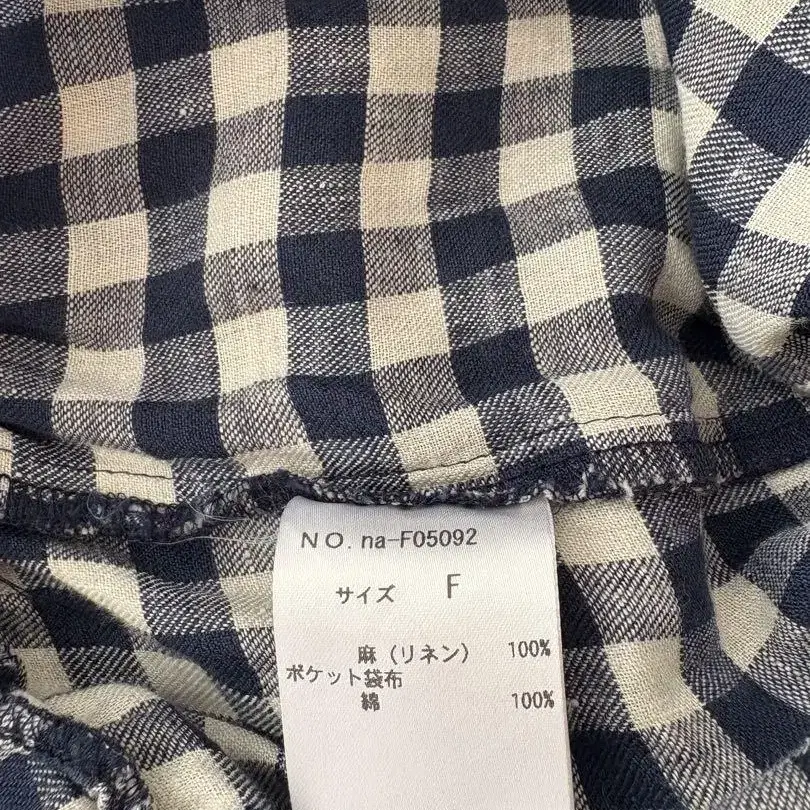 NO. na-F05092
サイズ F
麻（リネン） 100%
ポケット袋布
綿 100%